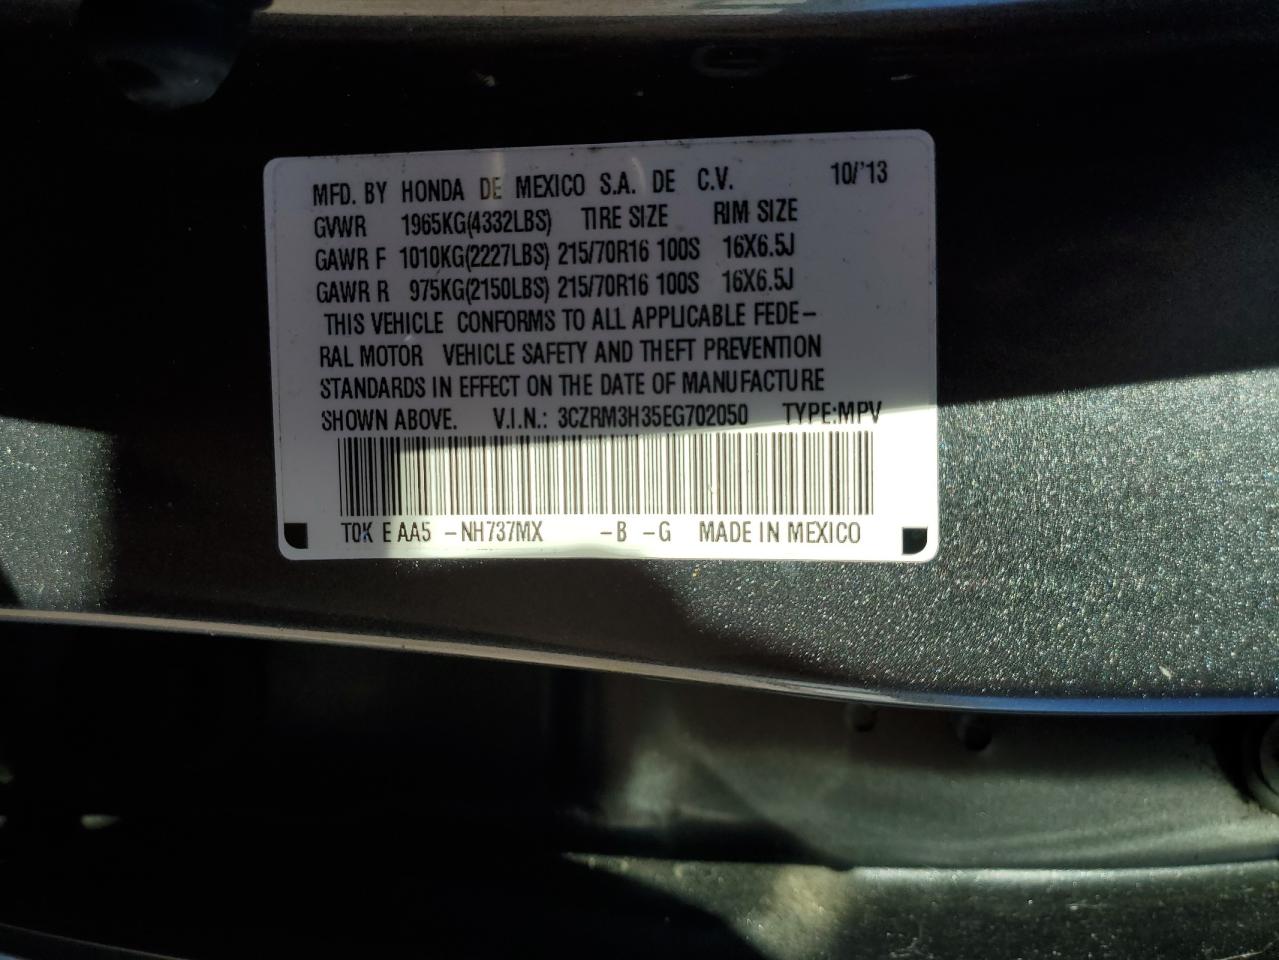 MFD. BY HONDA DE MEXICO S.A. DE C.V. 10/'13
GVWR 1965KG(4332LBS) TIRE SIZE RIM SIZE
GAWR F 1010KG(2227LBS) 215/70R16 100S 16X6.5J
GAWR R 975KG(2150LBS) 215/70R16 100S 16X6.5J
THIS VEHICLE CONFORMS TO ALL APPLICABLE FEDE-
RAL MOTOR VEHICLE SAFETY AND THEFT PREVENTION
STANDARDS IN EFFECT ON THE DATE OF MANUFACTURE
SHOWN ABOVE. V.I.N.: 3CZRM3H35EG702050 TYPE:MPV
T0K E AA5 -NH737MX -B -G MADE IN MEXICO